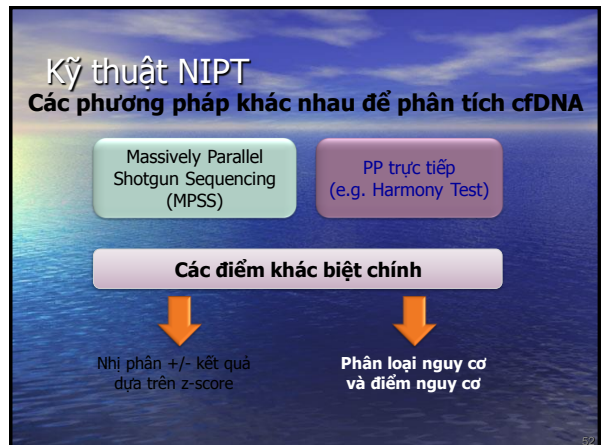 Kỹ thuật NIPT
Các phương pháp khác nhau để phân tích cfDNA
Massively Parallel
Shotgun Sequencing
(MPSS)
PP trực tiếp
(e.g. Harmony Test)
Các điểm khác biệt chính
Nhị phân +/- kết quả
dựa trên z-score
Phân loại nguy cơ
và điểm nguy cơ
52